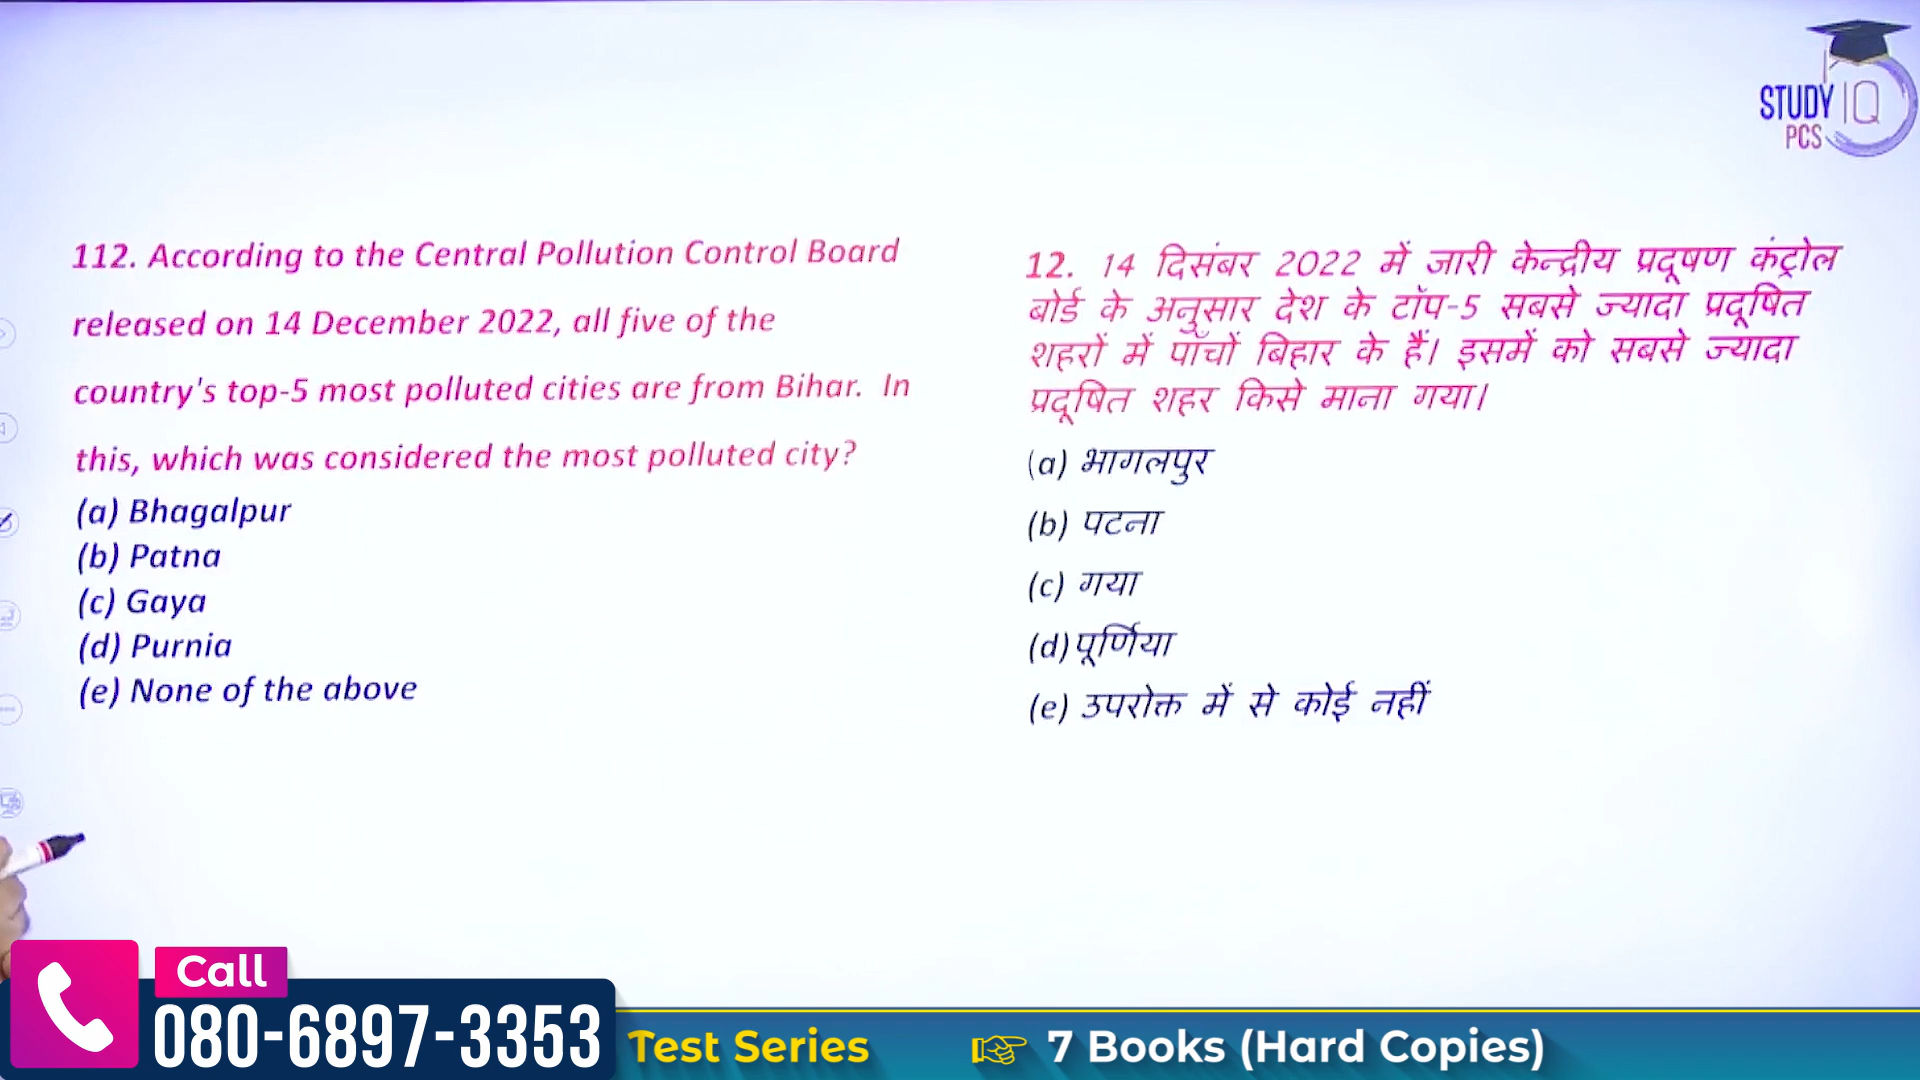 STUDY IQ
PCS
112. According to the Central Pollution Control Board
released on 14 December 2022, all five of the
country's top-5 most polluted cities are from Bihar. In
this, which was considered the most polluted city?
(a) Bhagalpur
(b) Patna
(c) Gaya
(d) Purnia
(e) None of the above
12. 14 दिसंबर 2022 में जारी केन्द्रीय प्रदूषण कंट्रोल
बोर्ड के अनुसार देश के टॉप-5 सबसे ज्यादा प्रदूषित
शहरों में पाँचों बिहार के हैं। इसमें को सबसे ज्यादा
प्रदूषित शहर किसे माना गया।
(a) भागलपुर
(b) पटना
(c) गया
(d) पूर्णिया
(e) उपरोक्त में से कोई नहीं
Call
080-6897-3353
Test Series
7 Books (Hard Copies)